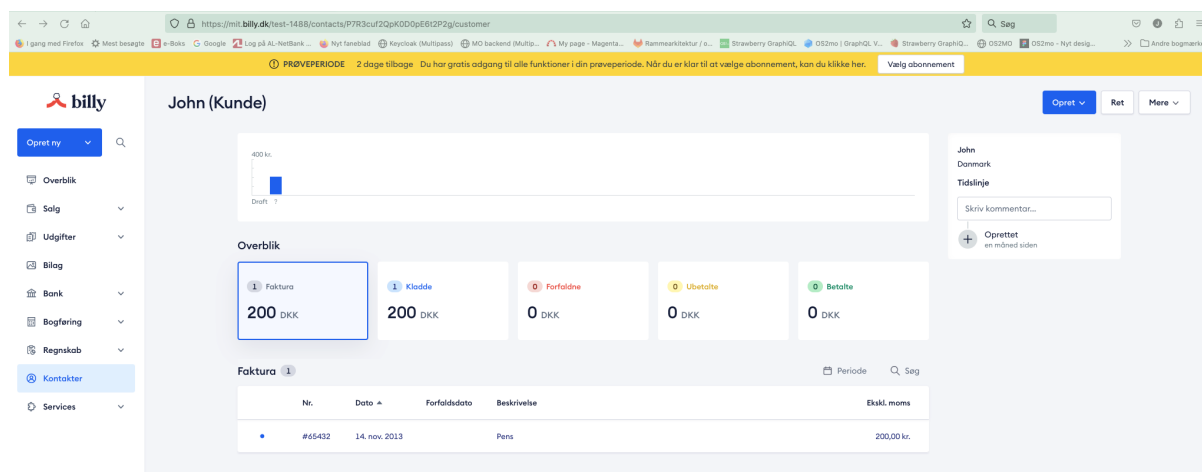 https://mit.billy.dk/test-1488/contacts/P7R3cuf2QpKDD0pE6t2P2g/customer
Søg
I gang med Firefox Mest besøgte e-Boks Google Log på AL-NetBank ... Nyt faneblad Keycloak (Multipass) MO backend (Multip... My page - Magenta... Rammearkitektur / o... Strawberry GraphiQL OS2mo | GraphQL V... Strawberry GraphiQ... OS2MO OS2mo - Nyt desig... Andre bogmærker
PRØVEPERIODE 2 dage tilbage Du har gratis adgang til alle funktioner i din prøveperiode. Når du er klar til at vælge abonnement, kan du klikke her. Vælg abonnement
billy
John (Kunde)
Opret Ret Mere
Opret ny
Overblik
Salg
Udgifter
Bilag
Bank
Bogføring
Regnskab
Kontakter
Services
400 kr.
Draft ?
John
Danmark
Tidslinje
Skriv kommentar...
Oprettet
en måned siden
Overblik
1 Faktura
200 DKK
1 Kladde
200 DKK
0 Forfaldne
0 DKK
0 Ubetalte
0 DKK
0 Betalte
0 DKK
Faktura 1
Periode Søg
Nr. Dato Forfaldsdato Beskrivelse Ekskl. moms
#65432 14. nov. 2013 Pens 200,00 kr.